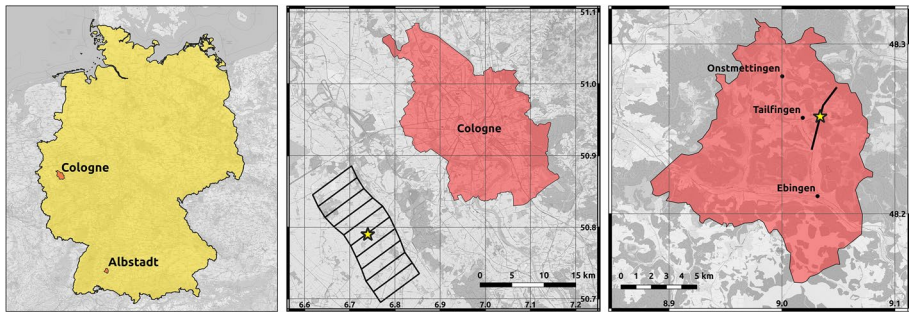 Cologne
Albstadt
51.1
51.0
50.9
50.8
50.7
Cologne
0 5 10 15 km
6.6 6.7 6.8 6.9 7.0 7.1 7.2
48.3
48.2
Onstmettingen
Tailfingen
Ebingen
0 1 2 3 4 5 km
8.9 9.0 9.1